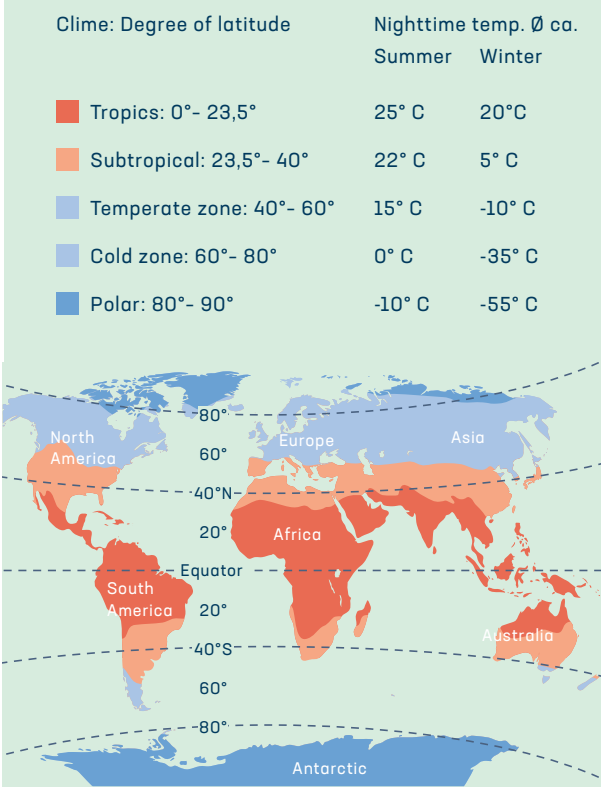 Clime: Degree of latitude Nighttime temp. Ø ca.
Summer Winter
Tropics: 0°– 23,5° 25° C 20°C
Subtropical: 23,5°– 40° 22° C 5° C
Temperate zone: 40°– 60° 15° C -10° C
Cold zone: 60°– 80° 0° C -35° C
Polar: 80°– 90° -10° C -55° C
80°
North America
Europe
Asia
60°
40°N
20°
Africa
Equator
South America
20°
Australia
40°S
60°
80°
Antarctic